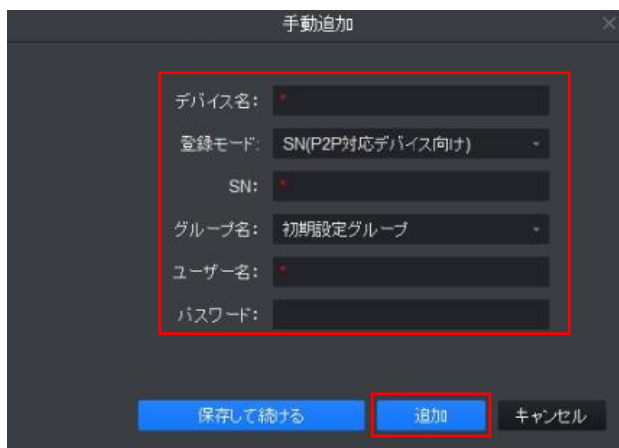 手動追加
デバイス名: *
登録モード: SN(P2P対応デバイス向け)
SN: *
グループ名: 初期設定グループ
ユーザー名: *
パスワード:
保存して続ける 追加 キャンセル